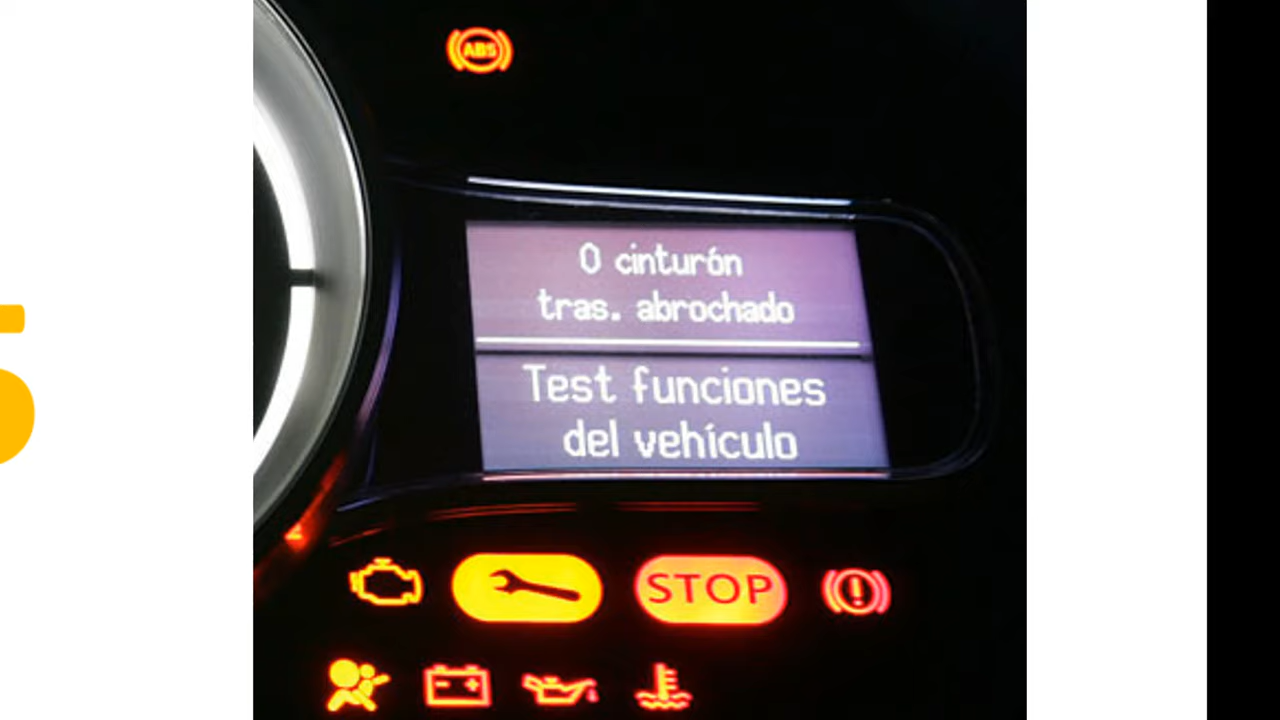 ABS
0 cinturón
tras. abrochado
Test funciones
del vehículo
STOP